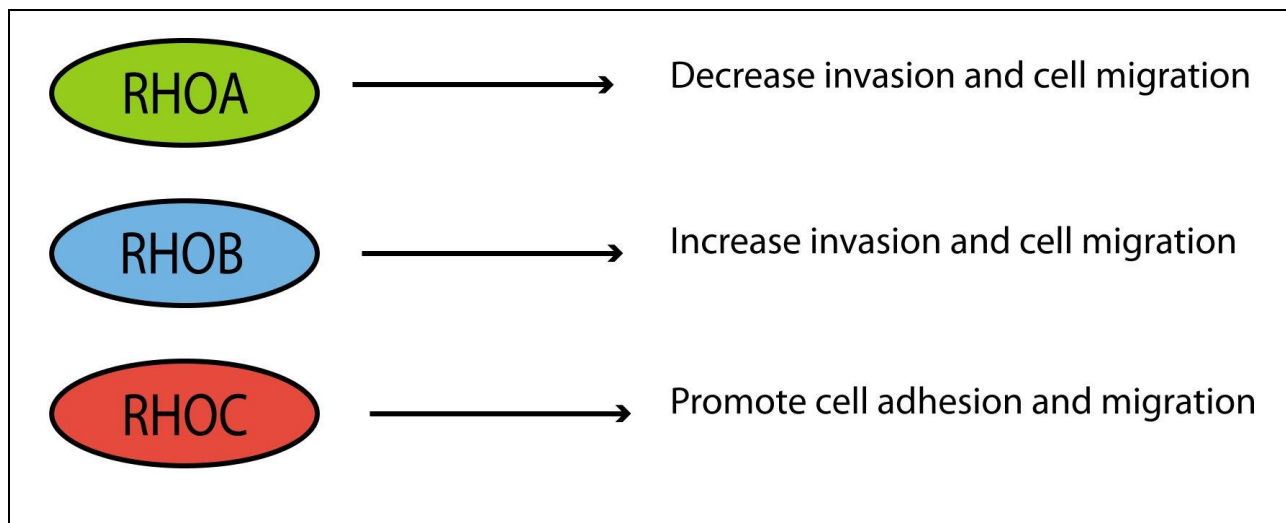 RHOA
Decrease invasion and cell migration
RHOB
Increase invasion and cell migration
RHOC
Promote cell adhesion and migration